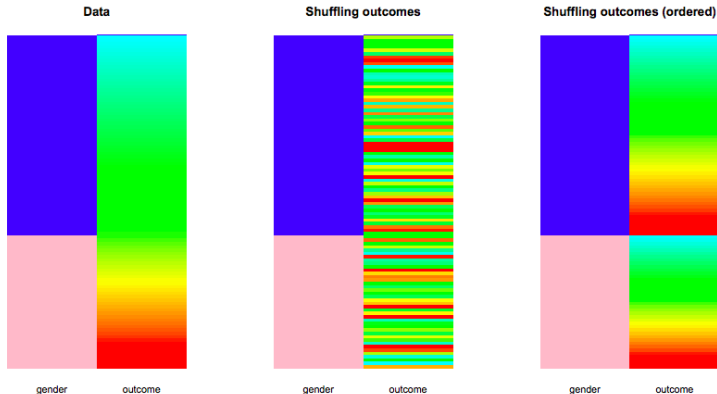 Data
Shuffling outcomes
Shuffling outcomes (ordered)
gender
outcome
gender
outcome
gender
outcome